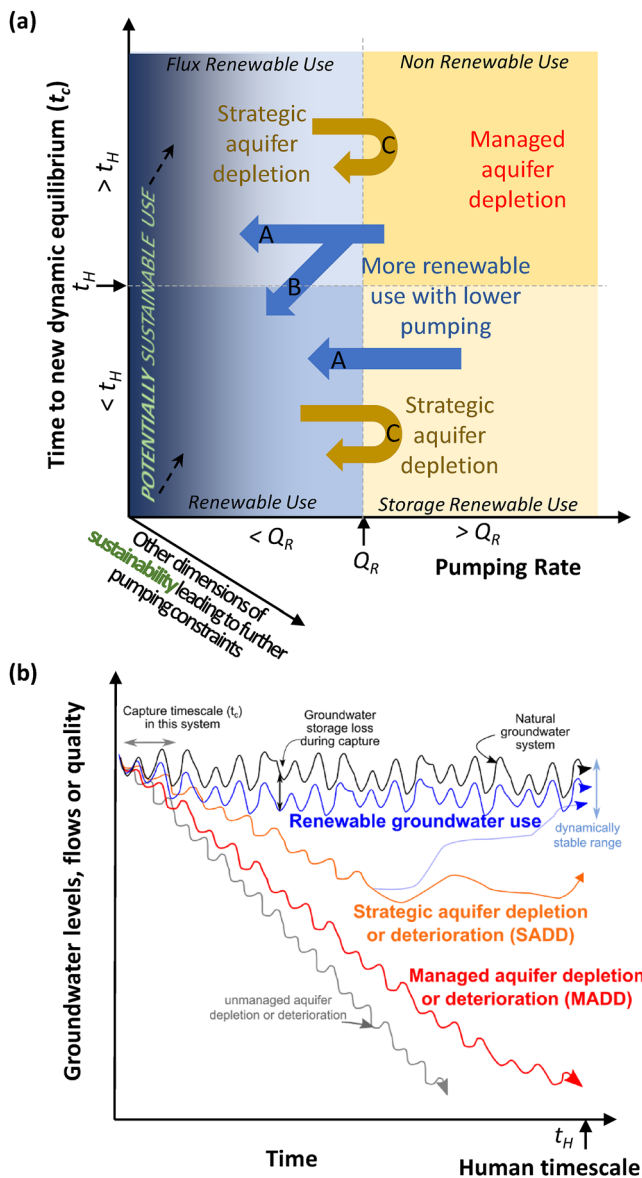 (a)
Time to new dynamic equilibrium (tc)
> tH
tH
< tH
Flux Renewable Use
Non Renewable Use
Strategic
aquifer
depletion
C
Managed
aquifer
depletion
A
B
More renewable
use with lower
pumping
A
C
Strategic
aquifer
depletion
POTENTIALLY SUSTAINABLE USE
Renewable Use
Storage Renewable Use
< QR
QR
> QR
Pumping Rate
Other dimensions of
sustainability leading to further
pumping constraints
(b)
Groundwater levels, flows or quality
Capture timescale (tc)
in this system
Groundwater
storage loss
during capture
Natural
groundwater
system
Renewable groundwater use
dynamically
stable range
Strategic aquifer depletion
or deterioration (SADD)
Managed aquifer depletion
or deterioration (MADD)
unmanaged aquifer
depletion or deterioration
tH
Time
Human timescale